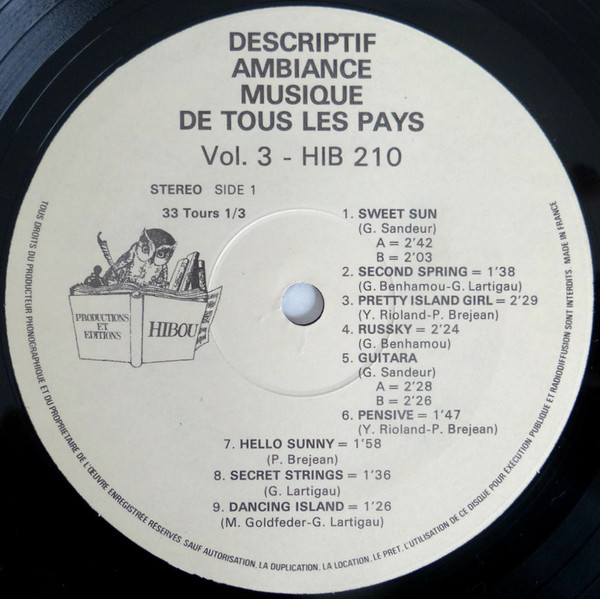 DESCRIPTIF
AMBIANCE
MUSIQUE
DE TOUS LES PAYS
Vol. 3 - HIB 210
STEREO SIDE 1
33 Tours 1/3
PRODUCTIONS
ET
EDITIONS
HIBOU
1. SWEET SUN
(G. Sandeur)
A = 2'42
B = 2'03
2. SECOND SPRING = 1'38
(G. Benhamou-G. Lartigau)
3. PRETTY ISLAND GIRL = 2'29
(Y. Rioland-P. Brejean)
4. RUSSKY = 2'24
(G. Benhamou)
5. GUITARA
(G. Sandeur)
A = 2'28
B = 2'26
6. PENSIVE = 1'47
(Y. Rioland-P. Brejean)
7. HELLO SUNNY = 1'58
(P. Brejean)
8. SECRET STRINGS = 1'36
(G. Lartigau)
9. DANCING ISLAND = 1'26
(M. Goldfeder-G. Lartigau)
TOUS DROITS DU PRODUCTEUR PHONOGRAPHIQUE ET DU PROPRIETAIRE DE L'ŒUVRE ENREGISTRÉE RÉSERVÉS SAUF AUTORISATION, LA DUPLICATION, LA LOCATION, LE PRET, L'UTILISATION DE CE DISQUE POUR EXÉCUTION PUBLIQUE ET RADIODIFFUSION SONT INTERDITS. MADE IN FRANCE